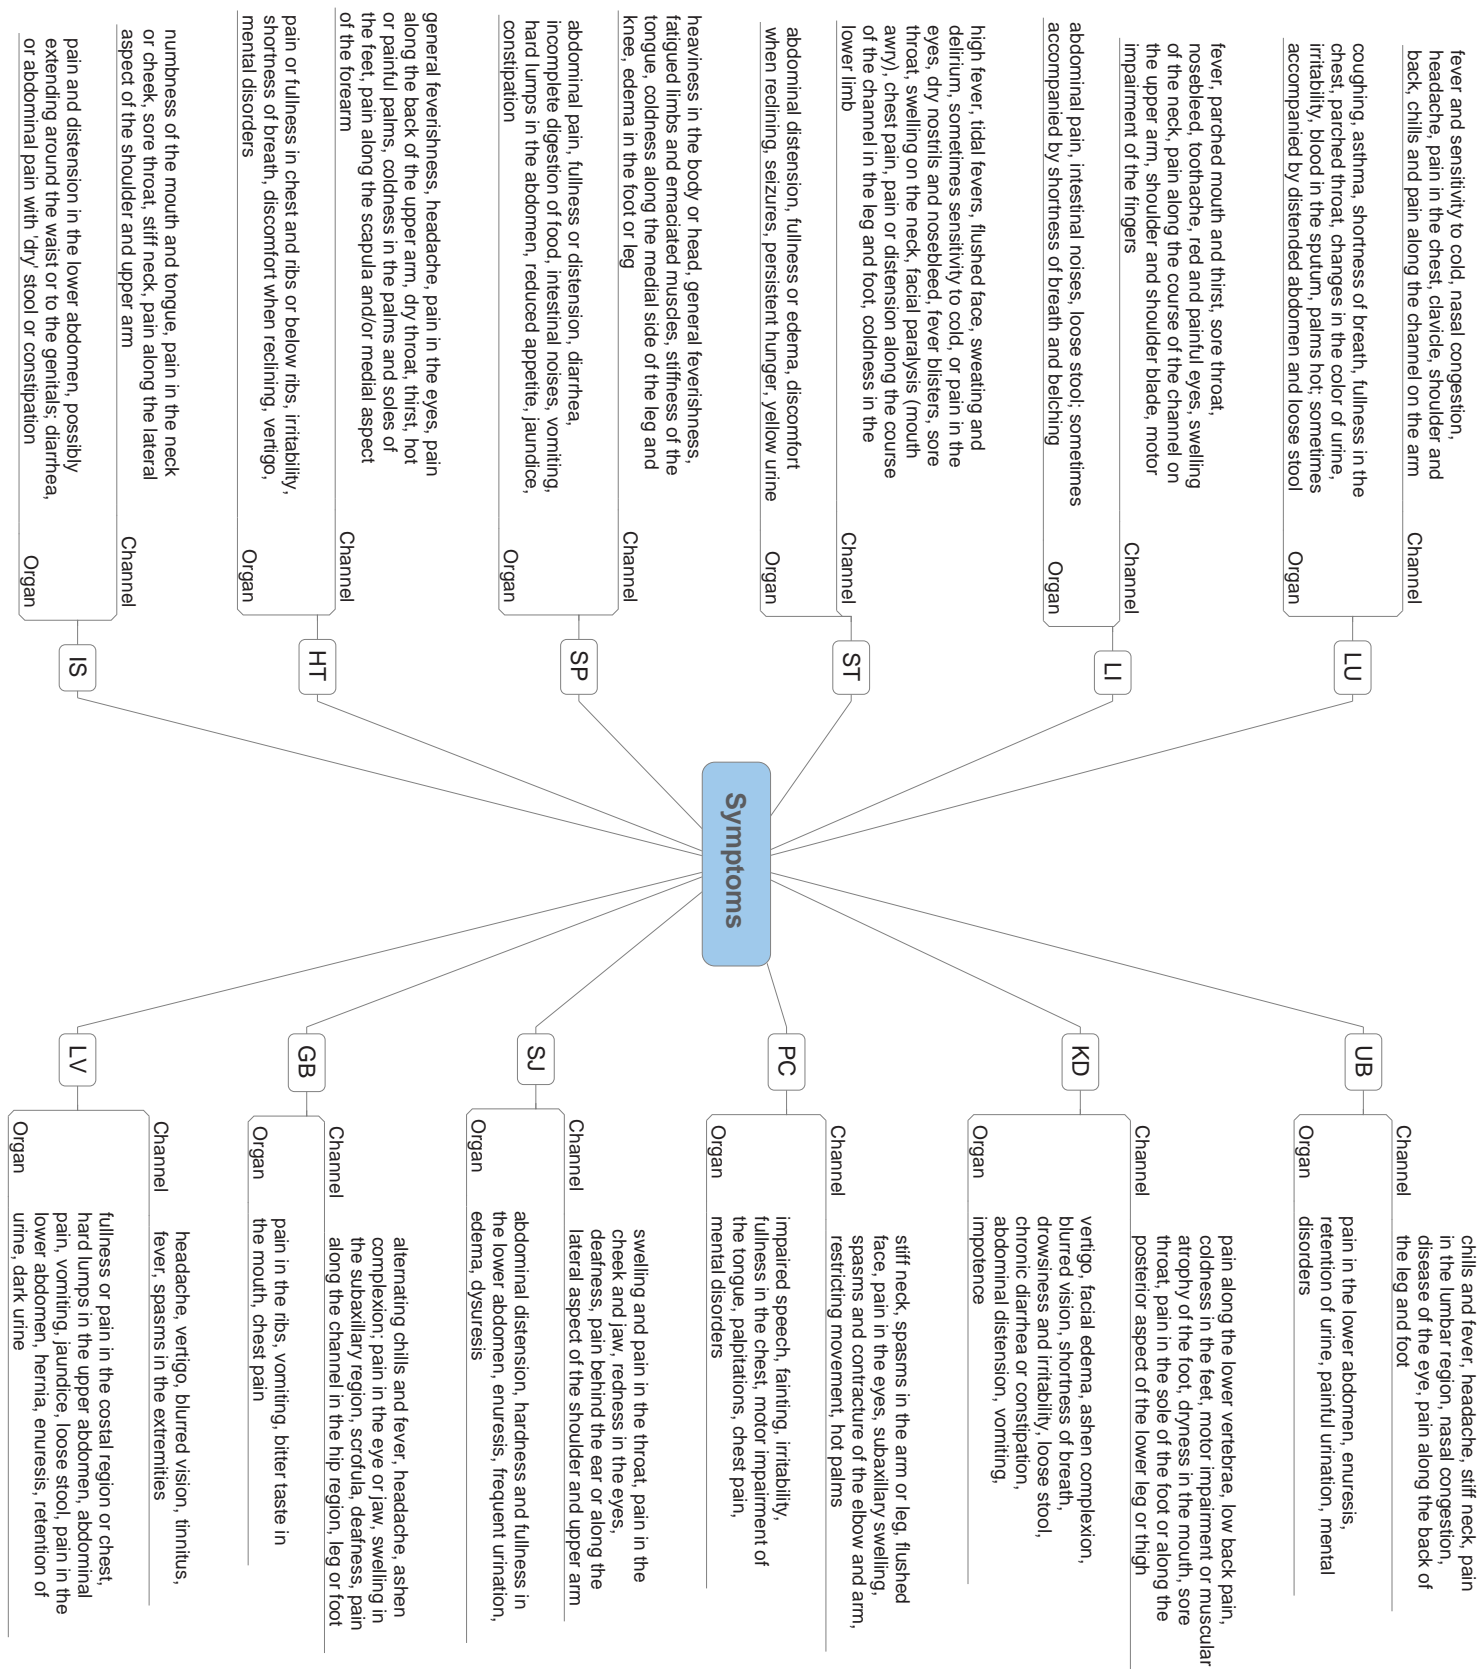 Symptoms
LU
Channel
fever and sensitivity to cold, nasal congestion,
headache, pain in the chest, clavicle, shoulder and
back, chills and pain along the channel on the arm
Organ
coughing, asthma, shortness of breath, fullness in the
chest, parched throat, changes in the color of urine,
irritability, blood in the sputum, palms hot; sometimes
accompanied by distended abdomen and loose stool
LI
Channel
fever, parched mouth and thirst, sore throat,
nosebleed, toothache, red and painful eyes, swelling
of the neck, pain along the course of the channel on
the upper arm, shoulder and shoulder blade, motor
impairment of the fingers
Organ
abdominal pain, intestinal noises, loose stool; sometimes
accompanied by shortness of breath and belching
ST
Channel
high fever, tidal fevers, flushed face, sweating and
delirium, sometimes sensitivity to cold, or pain in the
eyes, dry nostrils and nosebleed, fever blisters, sore
throat, swelling on the neck, facial paralysis (mouth
awry), chest pain, pain or distension along the course
of the channel in the leg and foot, coldness in the
lower limb
Organ
abdominal distension, fullness or edema, discomfort
when reclining, seizures, persistent hunger, yellow urine
SP
Channel
heaviness in the body or head, general feverishness,
fatigued limbs and emaciated muscles, stiffness of the
tongue, coldness along the medial side of the leg and
knee, edema in the foot or leg
Organ
abdominal pain, fullness or distension, diarrhea,
incomplete digestion of food, intestinal noises, vomiting,
hard lumps in the abdomen, reduced appetite, jaundice,
constipation
HT
Channel
general feverishness, headache, pain in the eyes, pain
along the back of the upper arm, dry throat, thirst, hot
or painful palms, coldness in the palms and soles of
the feet, pain along the scapula and/or medial aspect
of the forearm
Organ
pain or fullness in chest and ribs or below ribs, irritability,
shortness of breath, discomfort when reclining, vertigo,
mental disorders
IS
Channel
numbness of the mouth and tongue, pain in the neck
or cheek, sore throat, stiff neck, pain along the lateral
aspect of the shoulder and upper arm
Organ
pain and distension in the lower abdomen, possibly
extending around the waist or to the genitals; diarrhea,
or abdominal pain with 'dry' stool or constipation
UB
Channel
chills and fever, headache, stiff neck, pain
in the lumbar region, nasal congestion,
disease of the eye, pain along the back of
the leg and foot
Organ
pain in the lower abdomen, enuresis,
retention of urine, painful urination, mental
disorders
KD
Channel
pain along the lower vertebrae, low back pain,
coldness in the feet, motor impairment or muscular
atrophy of the foot, dryness in the mouth, sore
throat, pain in the sole of the foot or along the
posterior aspect of the lower leg or thigh
Organ
vertigo, facial edema, ashen complexion,
blurred vision, shortness of breath,
drowsiness and irritability, loose stool,
chronic diarrhea or constipation,
abdominal distension, vomiting,
impotence
PC
Channel
stiff neck, spasms in the arm or leg, flushed
face, pain in the eyes, subaxillary swelling,
spasms and contracture of the elbow and arm,
restricting movement, hot palms
Organ
impaired speech, fainting, irritability,
fullness in the chest, motor impairment of
the tongue, palpitations, chest pain,
mental disorders
SJ
Channel
swelling and pain in the throat, pain in the
cheek and jaw, redness in the eyes,
deafness, pain behind the ear or along the
lateral aspect of the shoulder and upper arm
Organ
abdominal distension, hardness and fullness in
the lower abdomen, enuresis, frequent urination,
edema, dysuresis
GB
Channel
alternating chills and fever, headache, ashen
complexion; pain in the eye or jaw, swelling in
the subaxillary region, scrofula, deafness, pain
along the channel in the hip region, leg or foot
Organ
pain in the ribs, vomiting, bitter taste in
the mouth, chest pain
LV
Channel
headache, vertigo, blurred vision, tinnitus,
fever, spasms in the extremities
Organ
fullness or pain in the costal region or chest,
hard lumps in the upper abdomen, abdominal
pain, vomiting, jaundice, loose stool, pain in the
lower abdomen, hernia, enuresis, retention of
urine, dark urine